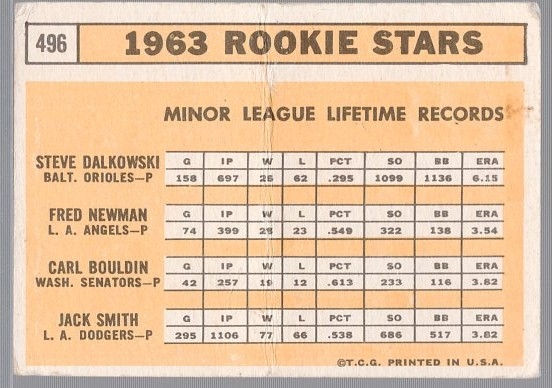 496 1963 ROOKIE STARS
MINOR LEAGUE LIFETIME RECORDS
STEVE DALKOWSKI G IP W L PCT SO BB ERA
BALT. ORIOLES—P 158 697 26 62 .295 1099 1136 6.15
FRED NEWMAN G IP W L PCT SO BB ERA
L. A. ANGELS—P 74 399 28 23 .549 322 138 3.54
CARL BOULDIN G IP W L PCT SO BB ERA
WASH. SENATORS—P 42 257 19 12 .613 233 116 3.82
JACK SMITH G IP W L PCT SO BB ERA
L. A. DODGERS—P 295 1106 77 66 .538 686 517 3.82
©T.C.G. PRINTED IN U.S.A.